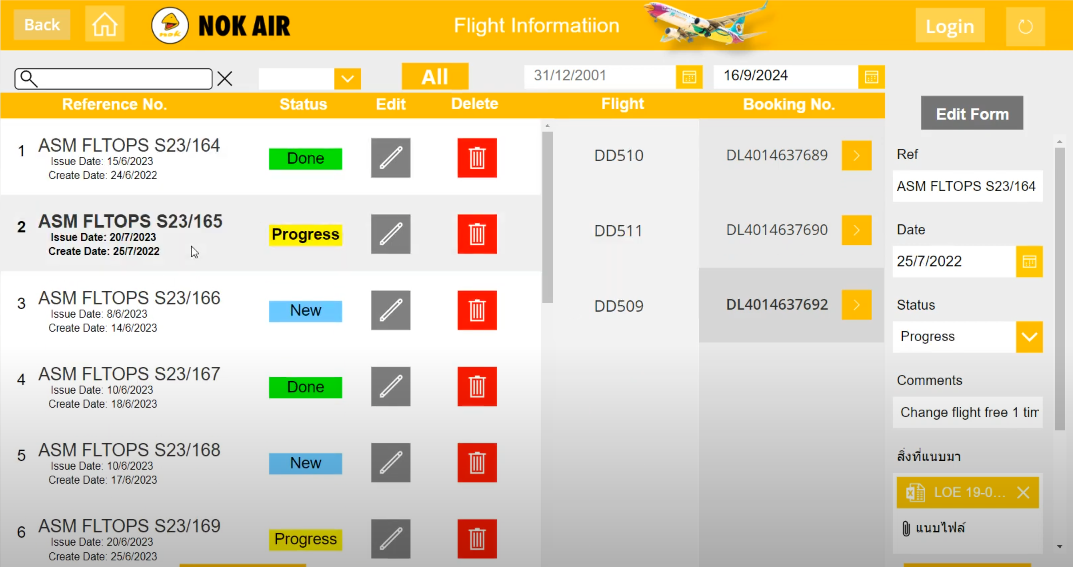 Back
nok
NOK AIR
Flight Informatiion
Login
All
31/12/2001
16/9/2024
Reference No. Status Edit Delete Flight Booking No.
Edit Form
1 ASM FLTOPS S23/164
Issue Date: 15/6/2023
Create Date: 24/6/2022
Done
2 ASM FLTOPS S23/165
Issue Date: 20/7/2023
Create Date: 25/7/2022
Progress
3 ASM FLTOPS S23/166
Issue Date: 8/6/2023
Create Date: 14/6/2023
New
4 ASM FLTOPS S23/167
Issue Date: 10/6/2023
Create Date: 18/6/2023
Done
5 ASM FLTOPS S23/168
Issue Date: 10/6/2023
Create Date: 17/6/2023
New
6 ASM FLTOPS S23/169
Issue Date: 20/6/2023
Create Date: 25/6/2023
Progress
DD510 DL4014637689
DD511 DL4014637690
DD509 DL4014637692
Ref
ASM FLTOPS S23/164
Date
25/7/2022
Status
Progress
Comments
Change flight free 1 tim
สิ่งที่แนบมา
LOE 19-0...
แนบไฟล์